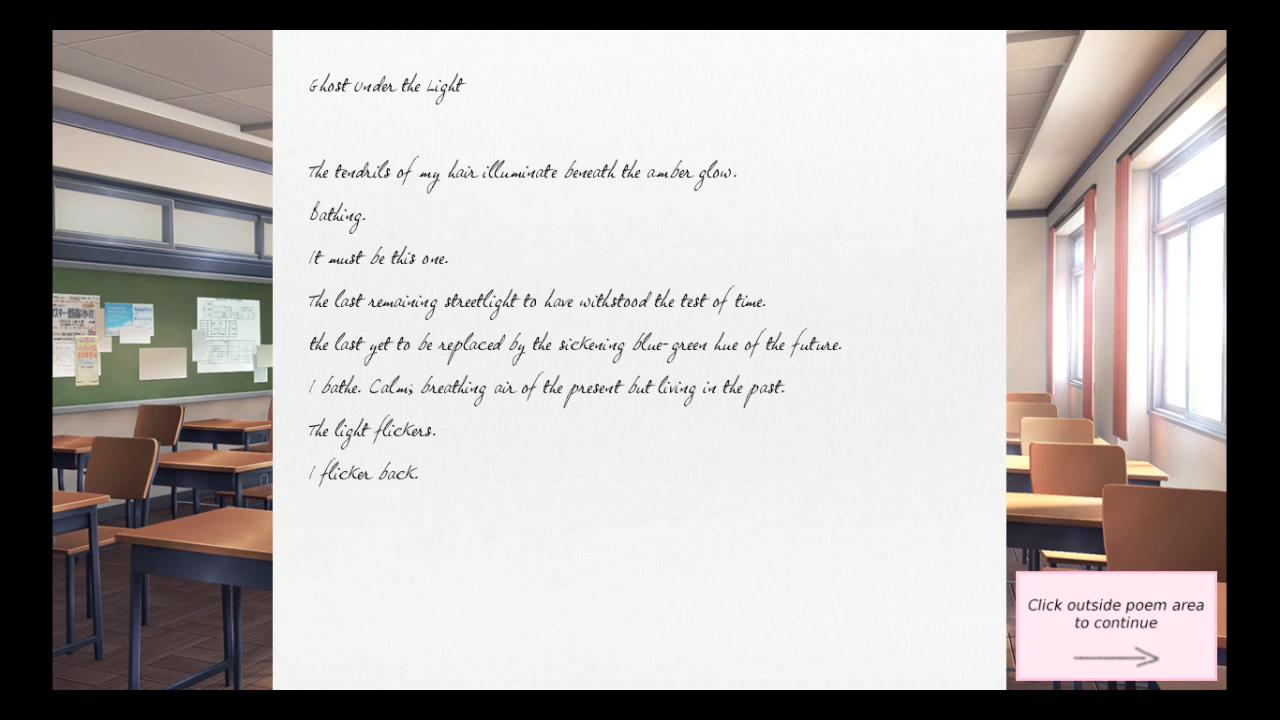 Ghost Under the Light
The tendrils of my hair illuminate beneath the amber glow.
Bathing.
It must be this one.
The last remaining streetlight to have withstood the test of time.
the last yet to be replaced by the sickening blue-green hue of the future.
I bathe. Calm; breathing air of the present but living in the past.
The light flickers.
I flicker back.
Click outside poem area
to continue